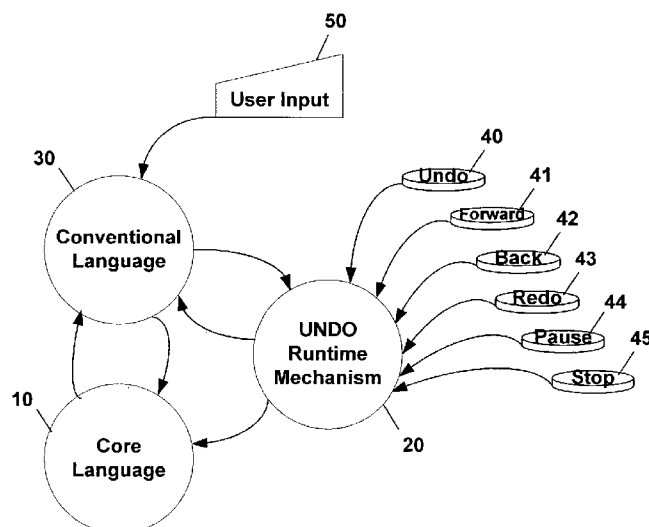 50
User Input
40
Undo
30
41
Forward
42
Back
Conventional
Language
43
Redo
44
Pause
UNDO
Runtime
Mechanism
45
Stop
10
Core
Language
20